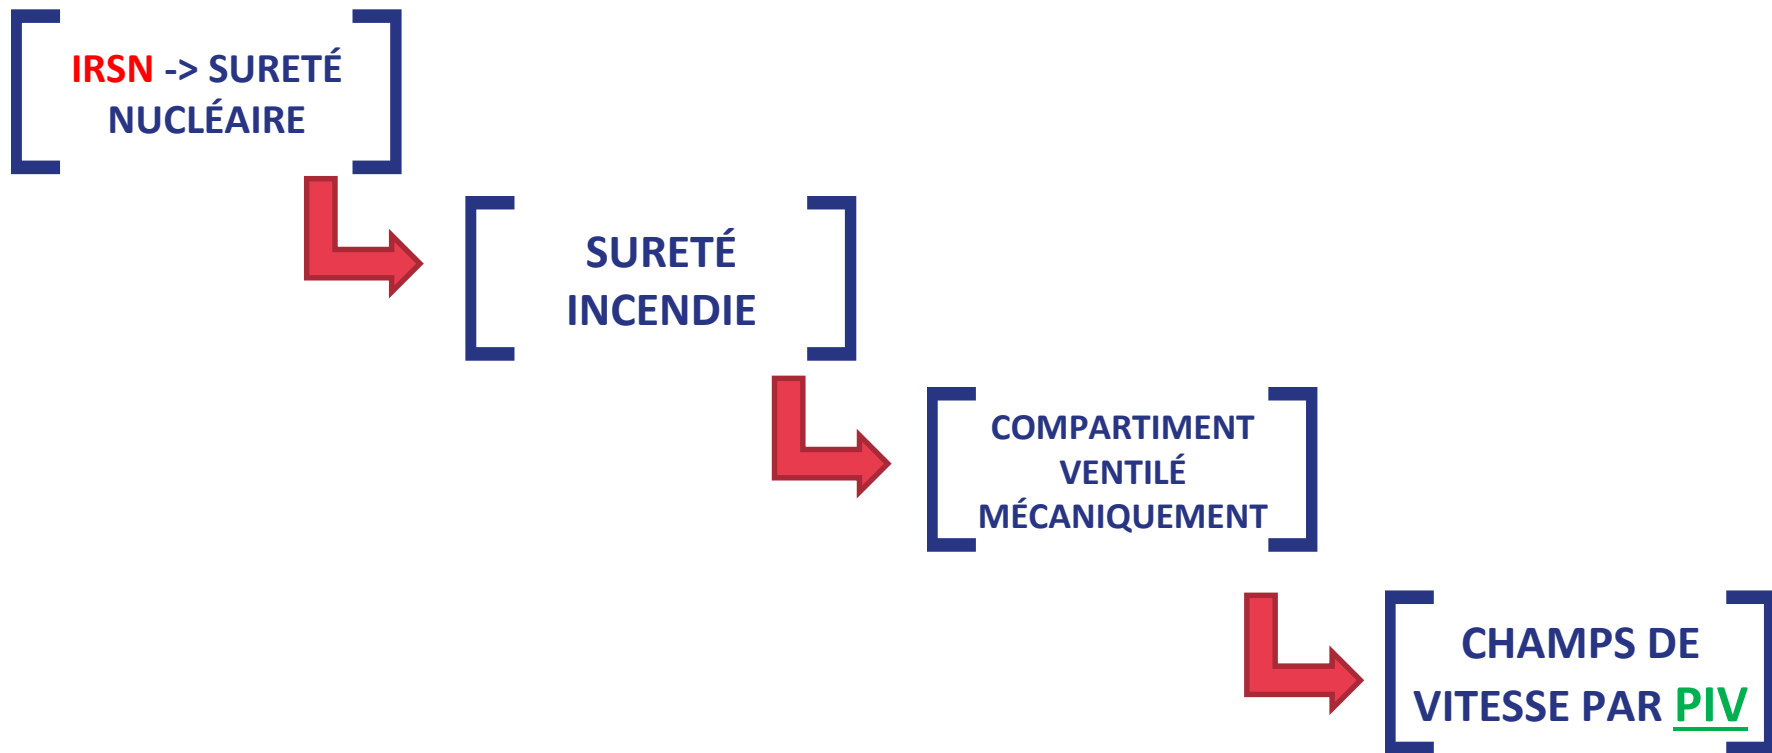 IRSN -> SURETÉ
NUCLÉAIRE
SURETÉ
INCENDIE
COMPARTIMENT
VENTILÉ
MÉCANIQUEMENT
CHAMPS DE
VITESSE PAR PIV